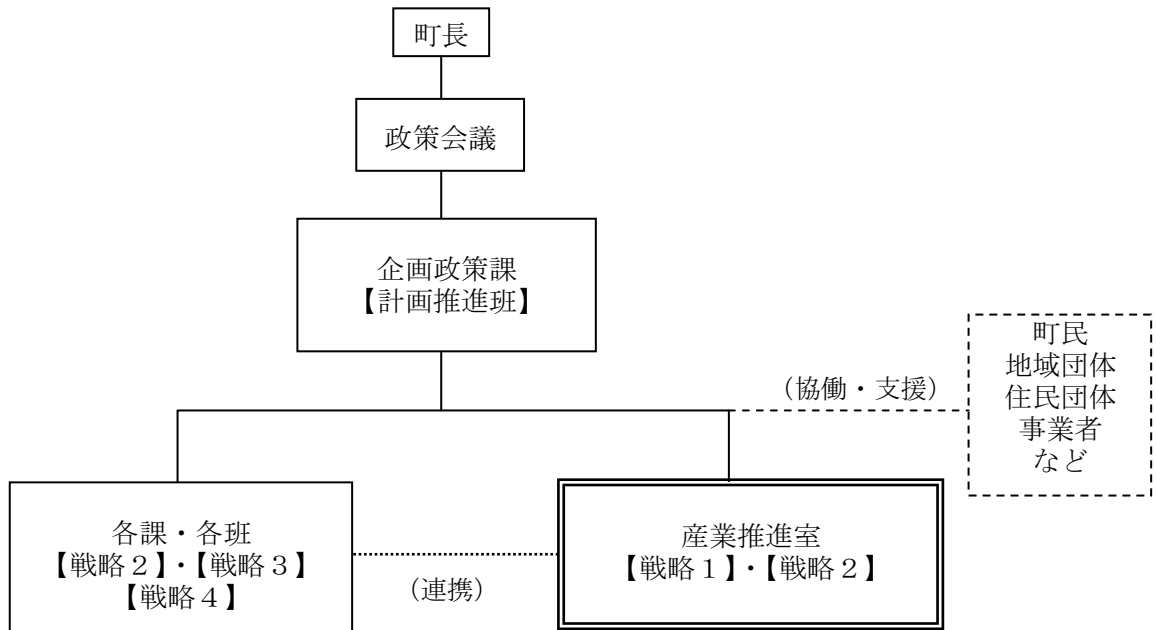 町長
政策会議
企画政策課
【計画推進班】
(協働・支援)
町民
地域団体
住民団体
事業者
など
各課・各班
【戦略２】・【戦略３】
【戦略４】
(連携)
産業推進室
【戦略１】・【戦略２】